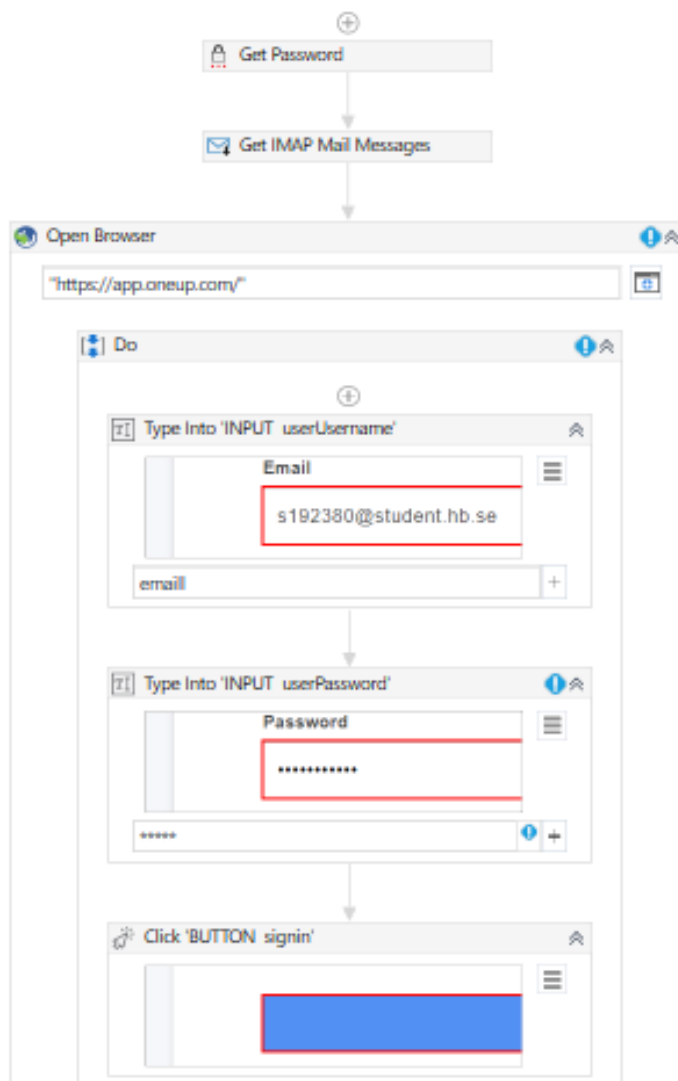 Get Password
Get IMAP Mail Messages
Open Browser
"https://app.oneup.com/"
Do
Type Into 'INPUT userUsername'
Email
s192380@student.hb.se
emaill
Type Into 'INPUT userPassword'
Password
•••••••••••
*****
Click 'BUTTON signin'